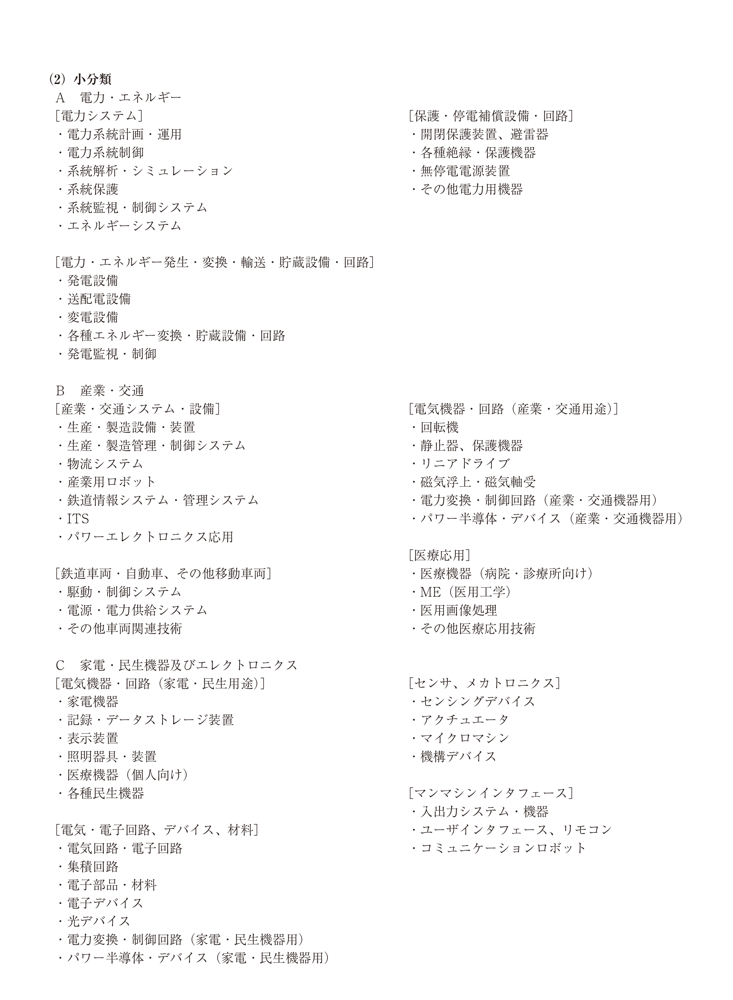 (2) 小分類
A　電力・エネルギー
[電力システム]
・電力系統計画・運用
・電力系統制御
・系統解析・シミュレーション
・系統保護
・系統監視・制御システム
・エネルギーシステム
[電力・エネルギー発生・変換・輸送・貯蔵設備・回路]
・発電設備
・送配電設備
・変電設備
・各種エネルギー変換・貯蔵設備・回路
・発電監視・制御
[保護・停電補償設備・回路]
・開閉保護装置、避雷器
・各種絶縁・保護機器
・無停電電源装置
・その他電力用機器
B　産業・交通
[産業・交通システム・設備]
・生産・製造設備・装置
・生産・製造管理・制御システム
・物流システム
・産業用ロボット
・鉄道情報システム・管理システム
・ITS
・パワーエレクトロニクス応用
[鉄道車両・自動車、その他移動車両]
・駆動・制御システム
・電源・電力供給システム
・その他車両関連技術
[電気機器・回路（産業・交通用途）]
・回転機
・静止器、保護機器
・リニアドライブ
・磁気浮上・磁気軸受
・電力変換・制御回路（産業・交通機器用）
・パワー半導体・デバイス（産業・交通機器用）
[医療応用]
・医療機器（病院・診療所向け）
・ME（医用工学）
・医用画像処理
・その他医療応用技術
C　家電・民生機器及びエレクトロニクス
[電気機器・回路（家電・民生用途）]
・家電機器
・記録・データストレージ装置
・表示装置
・照明器具・装置
・医療機器（個人向け）
・各種民生機器
[電気・電子回路、デバイス、材料]
・電気回路・電子回路
・集積回路
・電子部品・材料
・電子デバイス
・光デバイス
・電力変換・制御回路（家電・民生機器用）
・パワー半導体・デバイス（家電・民生機器用）
[センサ、メカトロニクス]
・センシングデバイス
・アクチュエータ
・マイクロマシン
・機構デバイス
[マンマシンインタフェース]
・入出力システム・機器
・ユーザインタフェース、リモコン
・コミュニケーションロボット